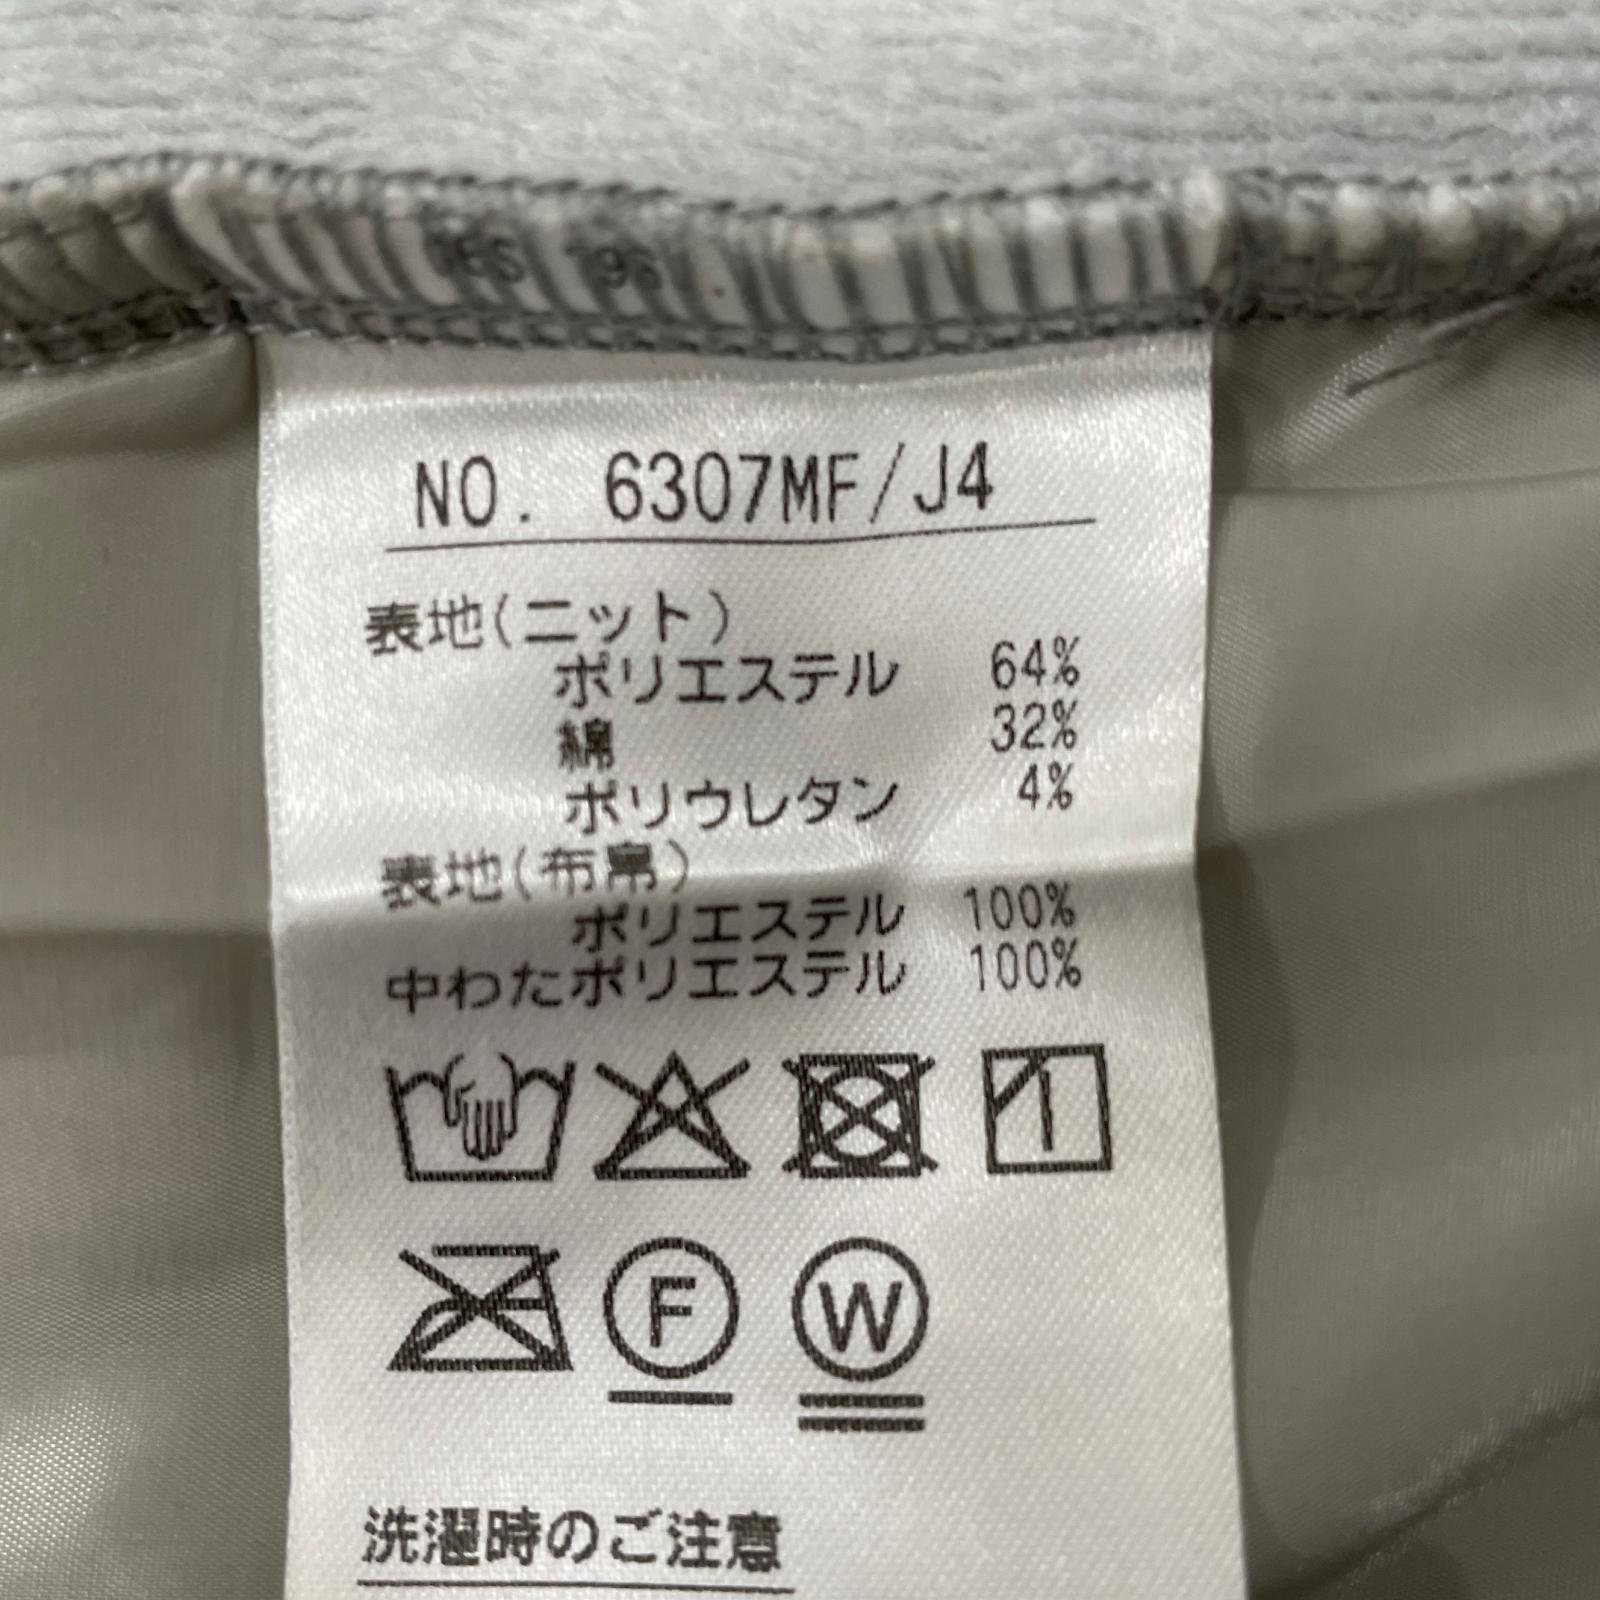 NO. 6307MF/J4
表地(ニット)
ポリエステル 64%
綿 32%
ポリウレタン 4%
表地(布帛)
ポリエステル 100%
中わたポリエステル 100%
F
W
洗濯時のご注意